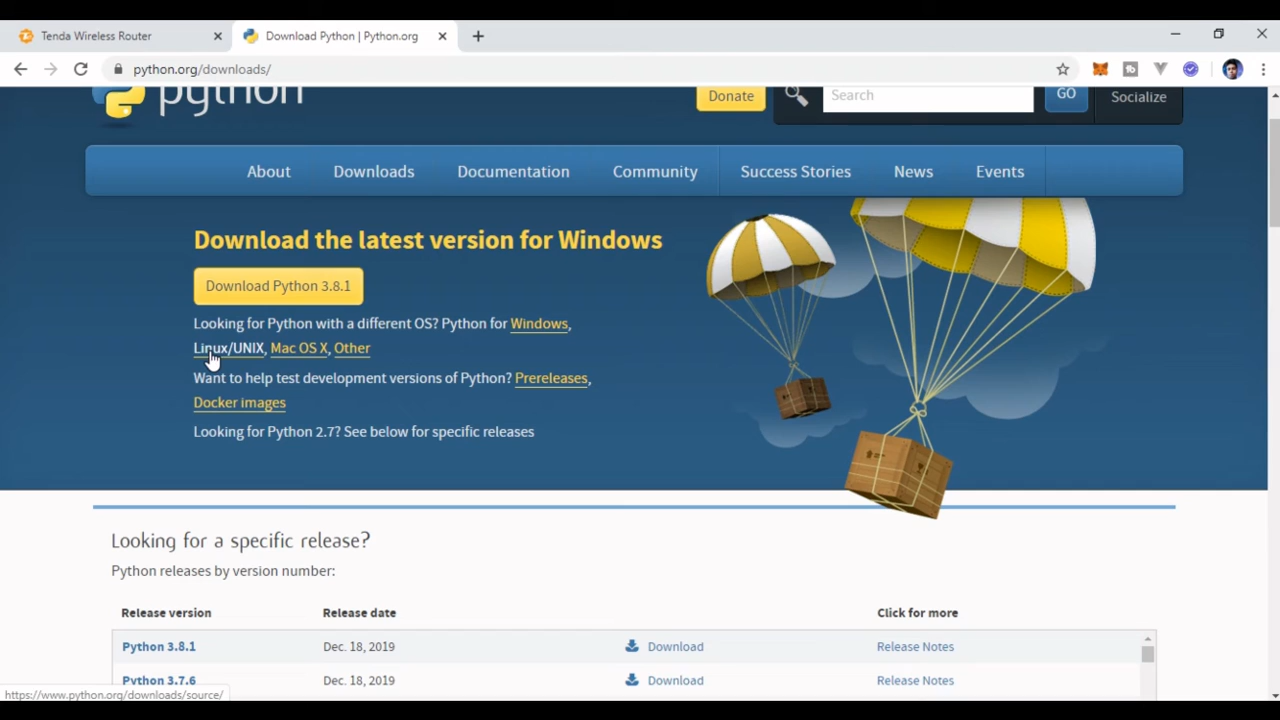 Tenda Wireless Router
Download Python | Python.org
python.org/downloads/
python
Donate
Search
GO
Socialize
About
Downloads
Documentation
Community
Success Stories
News
Events
Download the latest version for Windows
Download Python 3.8.1
Looking for Python with a different OS? Python for Windows,
Linux/UNIX, Mac OS X, Other
Want to help test development versions of Python? Prereleases,
Docker images
Looking for Python 2.7? See below for specific releases
Looking for a specific release?
Python releases by version number:
Release version Release date Click for more
Python 3.8.1 Dec. 18, 2019 Download Release Notes
Python 3.7.6 Dec. 18, 2019 Download Release Notes
https://www.python.org/downloads/source/